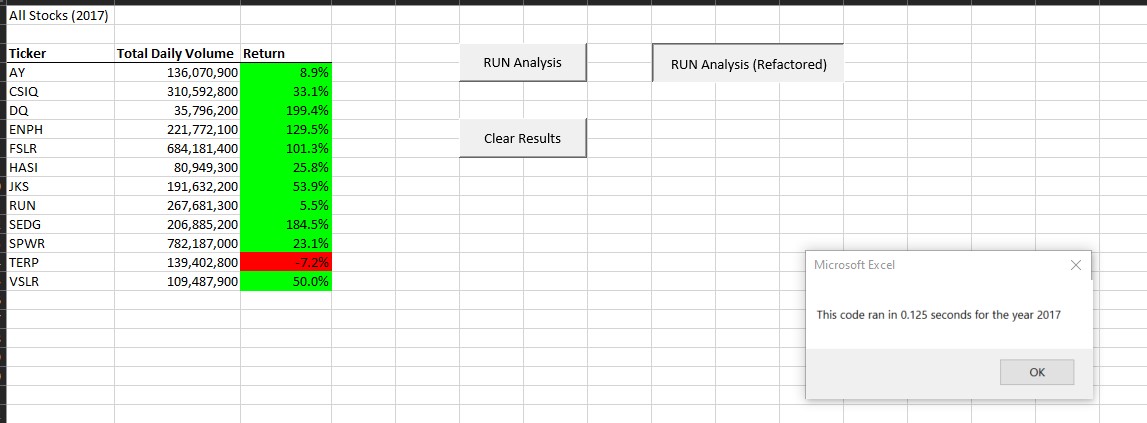 All Stocks (2017)
Ticker Total Daily Volume Return
AY 136,070,900 8.9%
CSIQ 310,592,800 33.1%
DQ 35,796,200 199.4%
ENPH 221,772,100 129.5%
FSLR 684,181,400 101.3%
HASI 80,949,300 25.8%
JKS 191,632,200 53.9%
RUN 267,681,300 5.5%
SEDG 206,885,200 184.5%
SPWR 782,187,000 23.1%
TERP 139,402,800 -7.2%
VSLR 109,487,900 50.0%
RUN Analysis
RUN Analysis (Refactored)
Clear Results
Microsoft Excel
This code ran in 0.125 seconds for the year 2017
OK